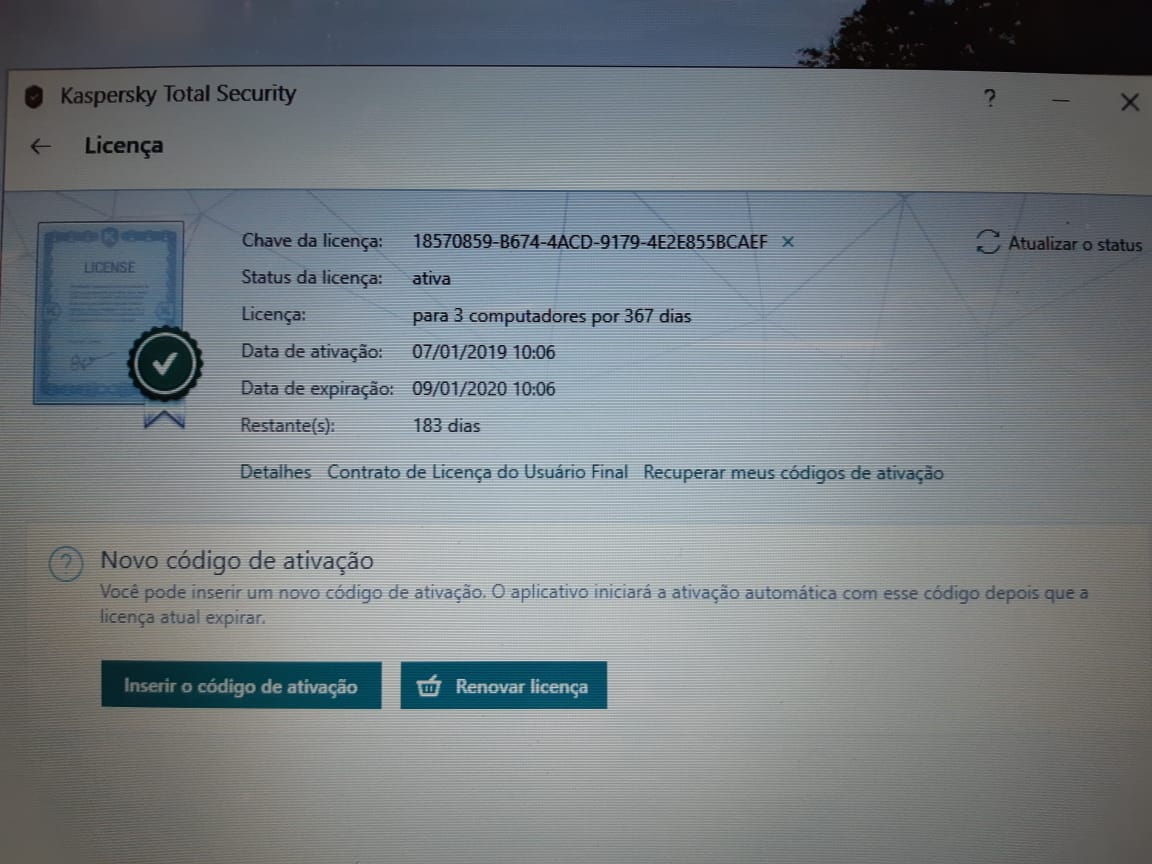 Kaspersky Total Security
?
Licença
LICENSE
Chave da licença: 18570859-B674-4ACD-9179-4E2E855BCAEF
Atualizar o status
Status da licença: ativa
Licença: para 3 computadores por 367 dias
Data de ativação: 07/01/2019 10:06
Data de expiração: 09/01/2020 10:06
Restante(s): 183 dias
Detalhes Contrato de Licença do Usuário Final Recuperar meus códigos de ativação
? Novo código de ativação
Você pode inserir um novo código de ativação. O aplicativo iniciará a ativação automática com esse código depois que a
licença atual expirar.
Inserir o código de ativação Renovar licença